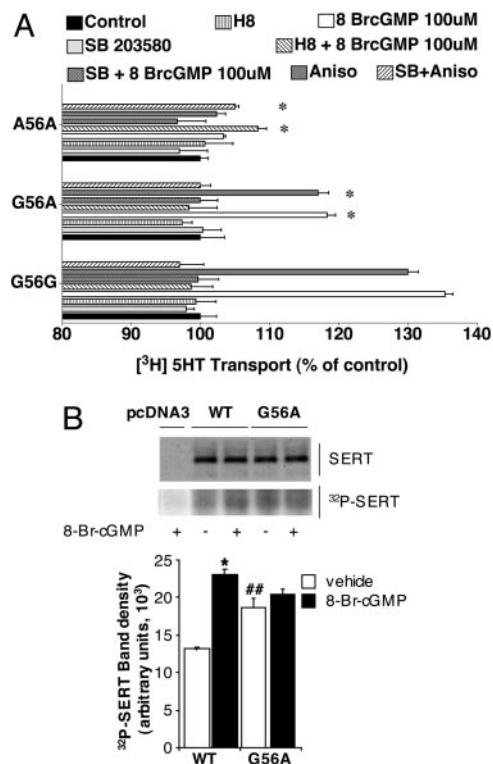 A
Control
H8
8 BrcGMP 100uM
SB 203580
H8 + 8 BrcGMP 100uM
SB + 8 BrcGMP 100uM
Aniso
SB+Aniso
*
A56A
*
G56A
*
*
G56G
80 90 100 110 120 130 140
[³H] 5HT Transport (% of control)
B
pcDNA3 WT G56A
SERT
³²P-SERT
8-Br-cGMP + - + - +
25
20
15
10
5
0
³²P-SERT Band density
(arbitrary units, 10³)
*
##
vehicle
8-Br-cGMP
WT G56A